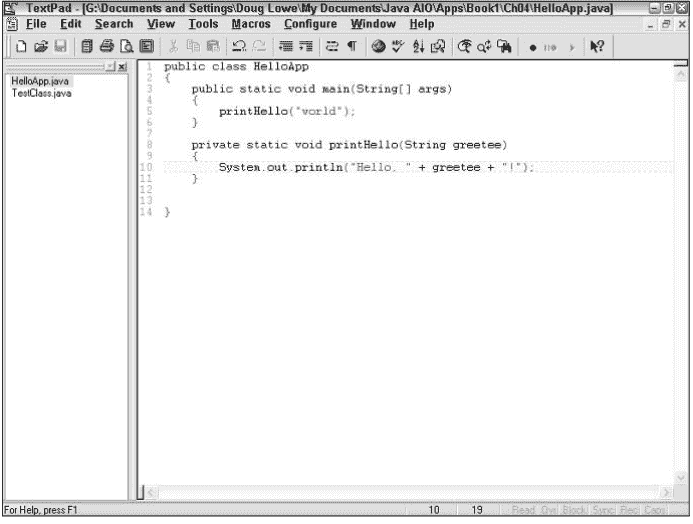 TextPad - [G:\Documents and Settings\Doug Lowe\My Documents\Java AIO\Apps\Book1\Ch04\HelloApp.java]
File Edit Search View Tools Macros Configure Window Help
HelloApp.java
TestClass.java
1 public class HelloApp
2 {
3 public static void main(String[] args)
4 {
5 printHello("world");
6 }
7
8 private static void printHello(String greetee)
9 {
10 System.out.println("Hello, " + greetee + "!");
11 }
12
13
14 }
For Help, press F1 10 19 Read Ovr Block Sync Rec Caps